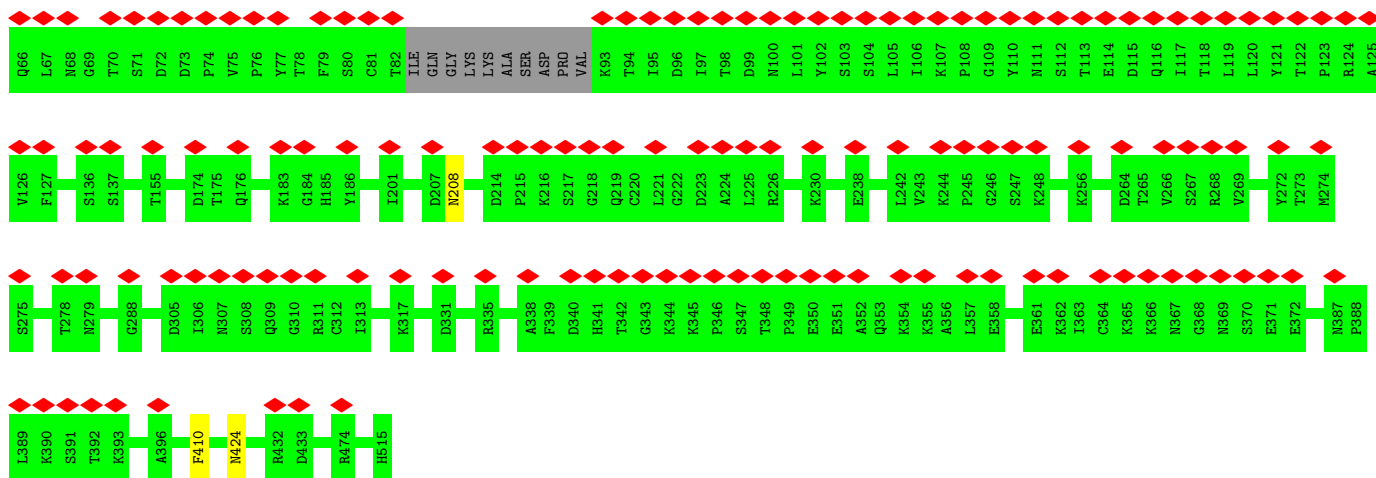 Q66 L67 N68 G69 T70 S71 D72 D73 P74 V75 P76 Y77 T78 F79 S80 C81 T82 ILE GLN GLY LYS LYS ALA SER ASP PRO VAL K93 T94 I95 D96 I97 T98 D99 N100 L101 Y102 S103 S104 L105 I106 K107 P108 G109 Y110 N111 S112 T113 E114 D115 Q116 I117 T118 L119 L120 Y121 T122 P123 R124 A125
V126 F127 S136 S137 T155 D174 T175 Q176 K183 G184 H185 Y186 I201 D207 N208 D214 P215 K216 S217 G218 Q219 C220 L221 G222 D223 A224 L225 R226 K230 E238 L242 V243 K244 P245 G246 S247 K248 K256 D264 T265 V266 S267 R268 V269 Y272 T273 M274
S275 T278 N279 G288 D305 I306 N307 S308 Q309 G310 R311 C312 I313 K317 D331 R335 A338 F339 D340 H341 T342 G343 K344 K345 P346 S347 T348 P349 E350 E351 A352 Q353 K354 K355 A356 L357 E358 E361 K362 I363 C364 K365 K366 N367 G368 N369 S370 E371 E372 N387 P388
L389 K390 S391 T392 K393 A396 F410 N424 R432 D433 R474 H515